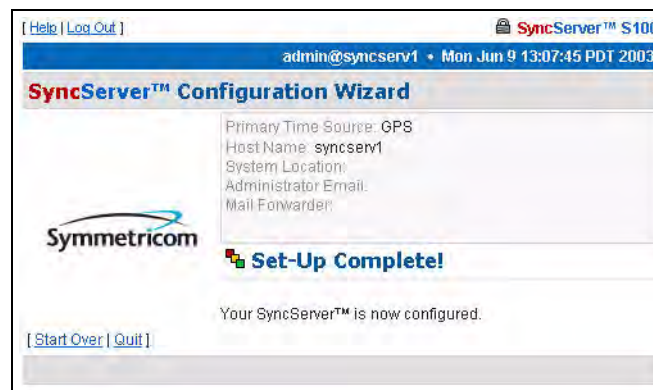 [ Help | Log Out ]
SyncServer™ S100
admin@syncserv1 • Mon Jun 9 13:07:45 PDT 2003
SyncServer™ Configuration Wizard
Primary Time Source: GPS
Host Name: syncserv1
System Location:
Administrator Email:
Mail Forwarder:
Symmetricom
Set-Up Complete!
Your SyncServer™ is now configured.
[ Start Over | Quit ]